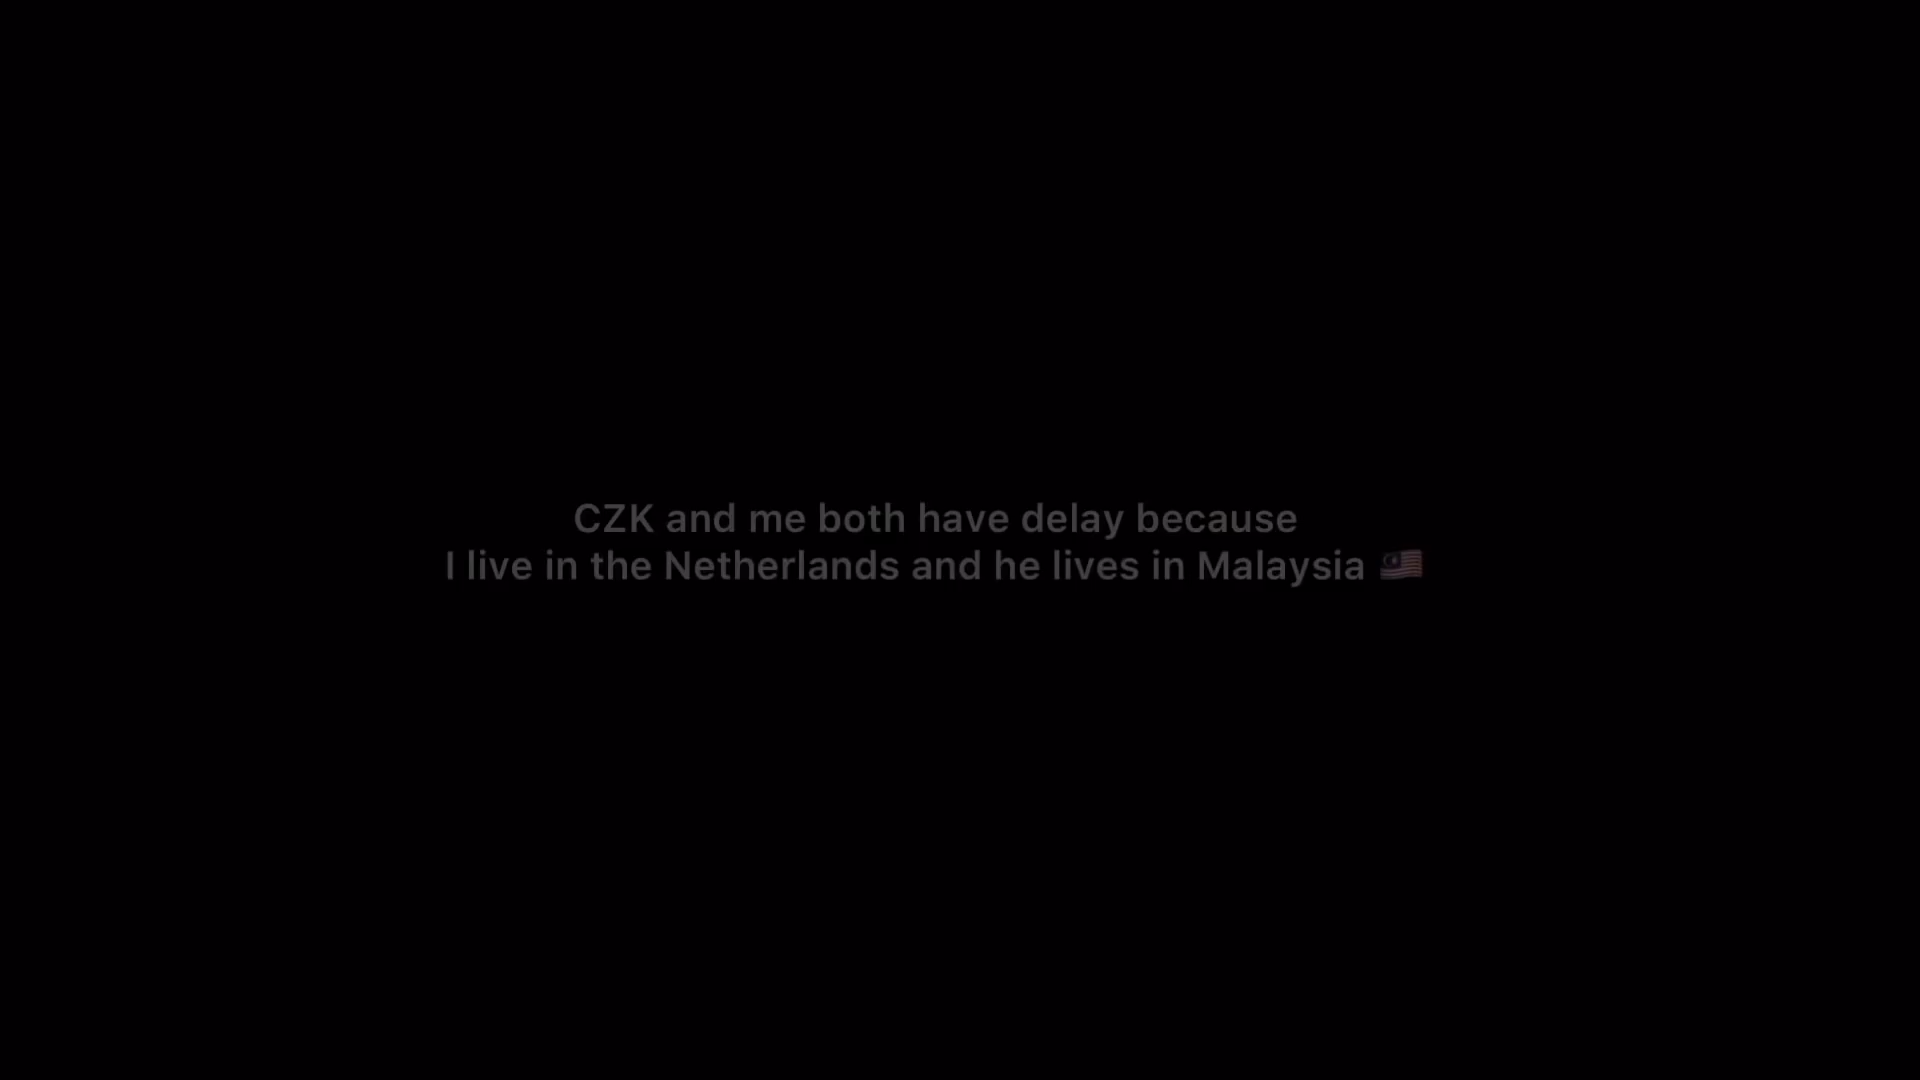 CZK and me both have delay because
I live in the Netherlands and he lives in Malaysia 🇲🇾